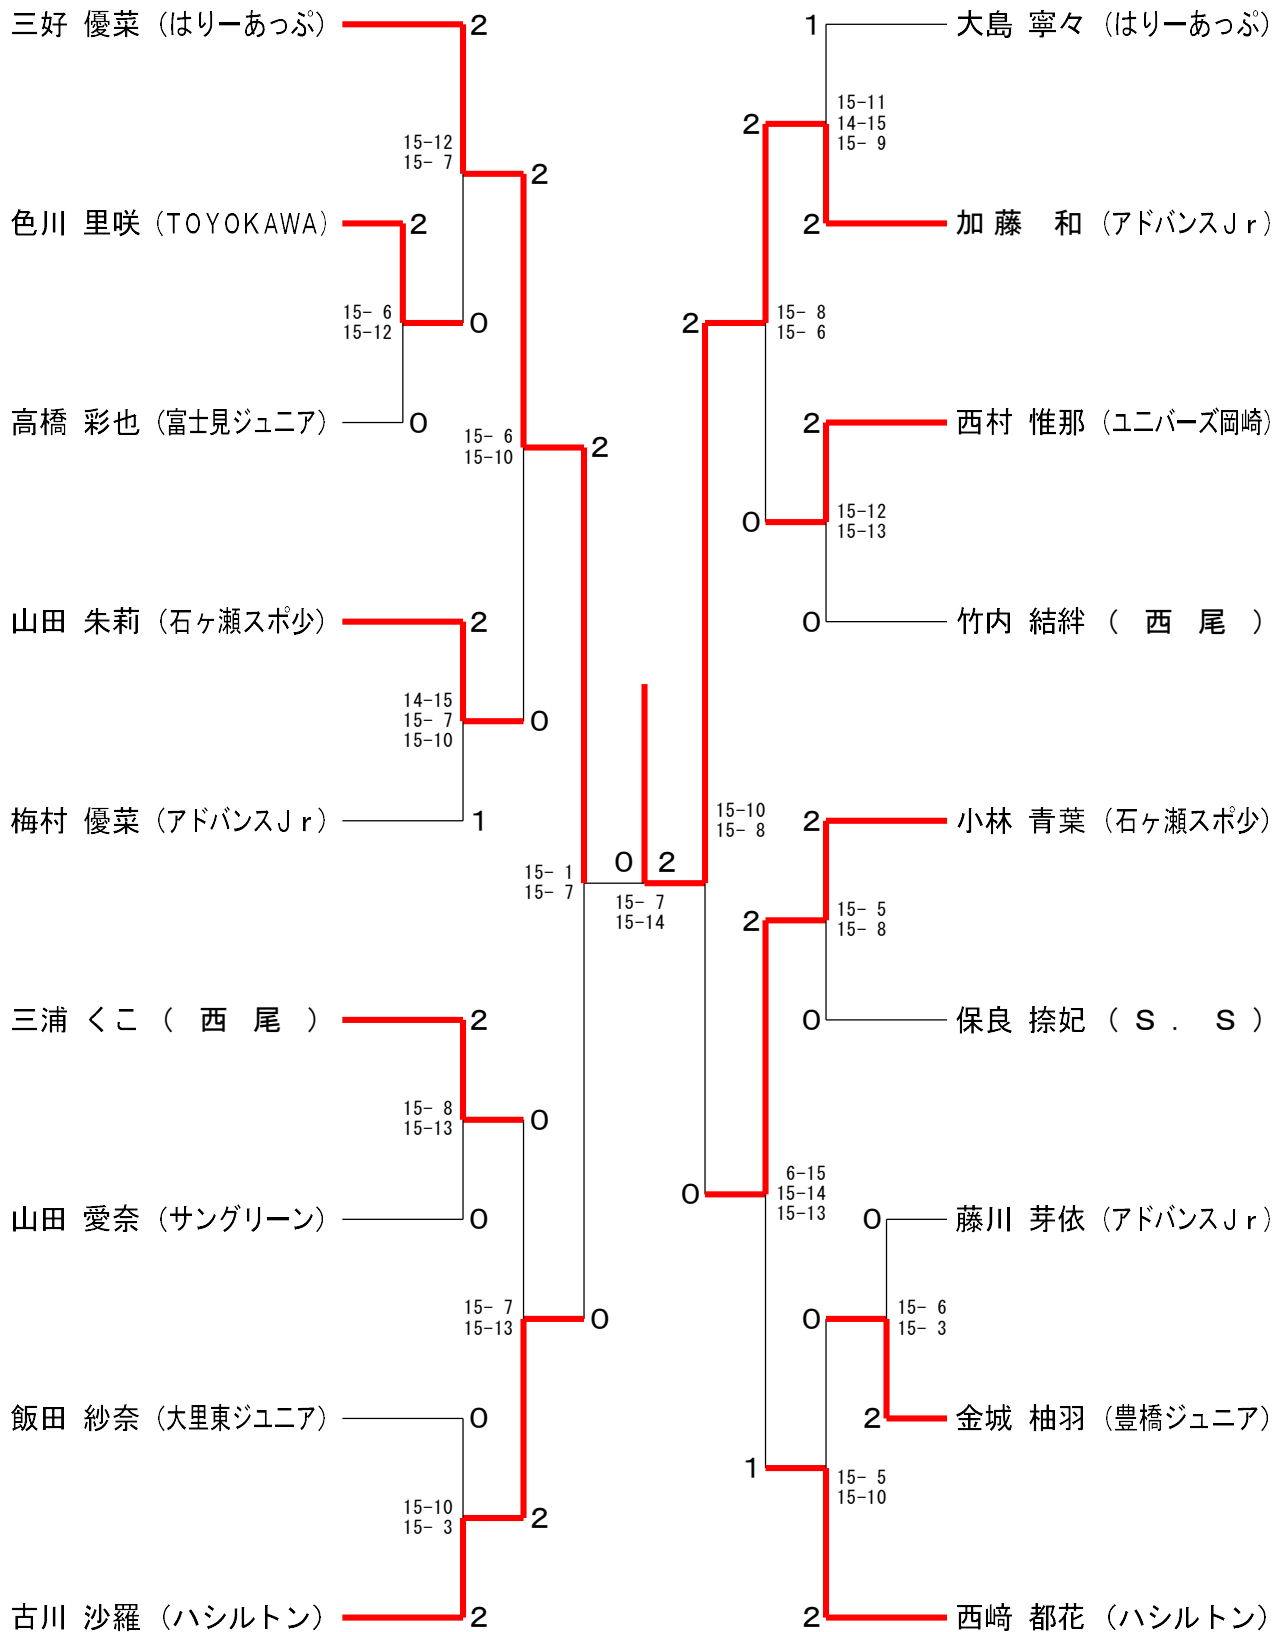 三好 優菜 (はりーあっぷ) 2
1 大島 寧々 (はりーあっぷ)
15-11
2 14-15
15- 9
15-12
15- 7
2
色川 里咲 (TOYOKAWA) 2
2 加藤 和 (アドバンスJr)
15- 6
15-12
0
2
15- 8
15- 6
高橋 彩也 (富士見ジュニア) 0
2 西村 惟那 (ユニバーズ岡崎)
15- 6
15-10
2
0
15-12
15-13
山田 朱莉 (石ヶ瀬スポ少) 2
0 竹内 結絆 ( 西 尾 )
14-15
15- 7
15-10
0
梅村 優菜 (アドバンスJr) 1
15-10
15- 8
2 小林 青葉 (石ヶ瀬スポ少)
15- 1
15- 7
0 2
15- 7
15-14
2
15- 5
15- 8
三浦 くこ ( 西 尾 ) 2
0 保良 捺妃 ( S . S )
15- 8
15-13
0
0
6-15
15-14
15-13
山田 愛奈 (サングリーン) 0
0 藤川 芽依 (アドバンスJr)
15- 7
15-13
0
0
15- 6
15- 3
飯田 紗奈 (大里東ジュニア) 0
2 金城 柚羽 (豊橋ジュニア)
1
15- 5
15-10
15-10
15- 3
2
古川 沙羅 (ハシルトン) 2
2 西﨑 都花 (ハシルトン)